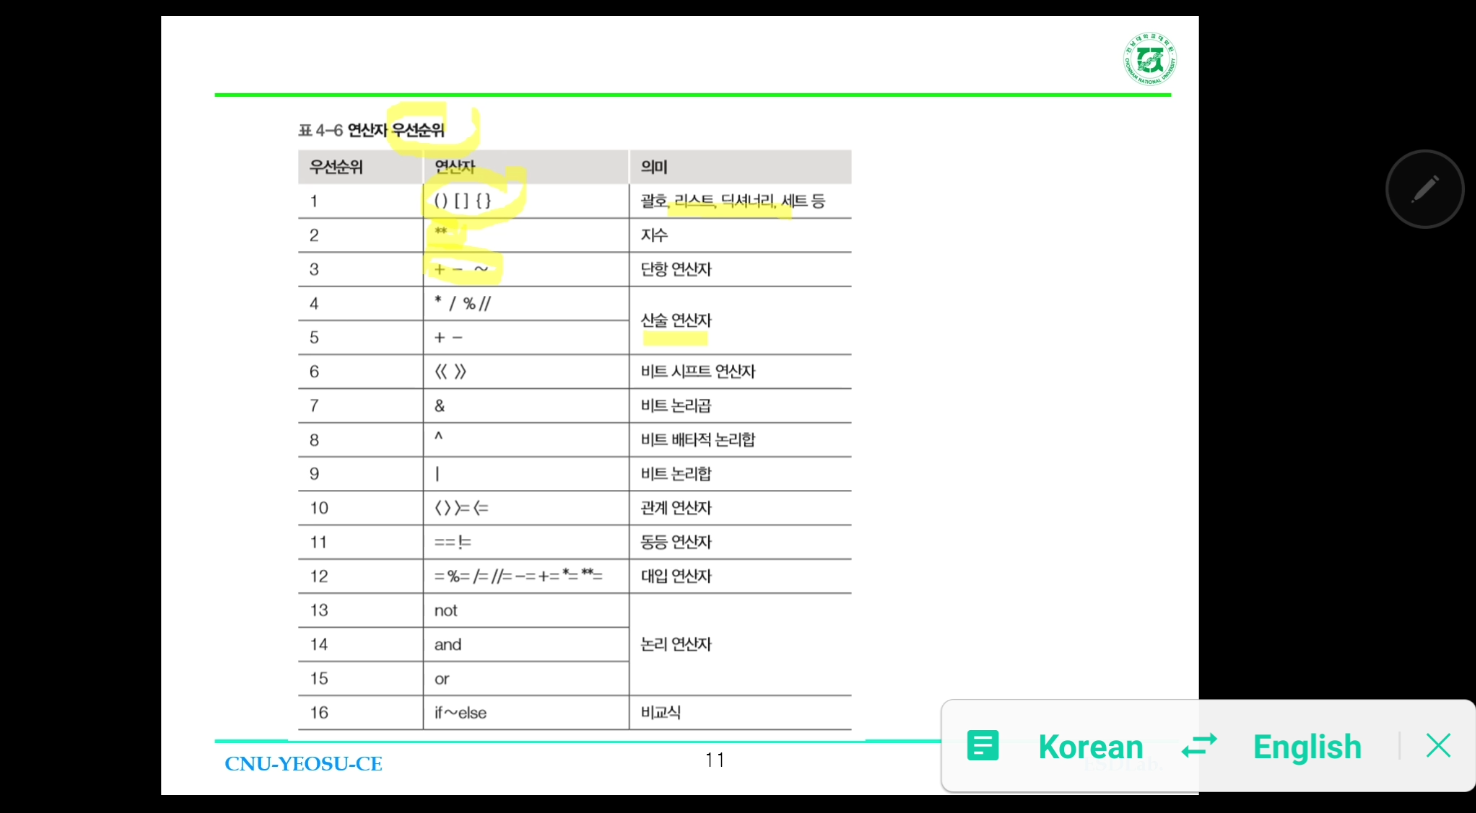 표 4-6 연산자 우선순위
우선순위 연산자 의미
1 ( ) [ ] { } 괄호, 리스트, 딕셔너리, 세트 등
2 ** 지수
3 + - ~ 단항 연산자
4 * / % //
산술 연산자
5 + -
6 << >> 비트 시프트 연산자
7 & 비트 논리곱
8 ^ 비트 배타적 논리합
9 | 비트 논리합
10 < > >= <= 관계 연산자
11 == != 동등 연산자
12 = %= /= //= -= += *= **= 대입 연산자
13 not
14 and 논리 연산자
15 or
16 if~else 비교식
CNU-YEOSU-CE 11
Korean English